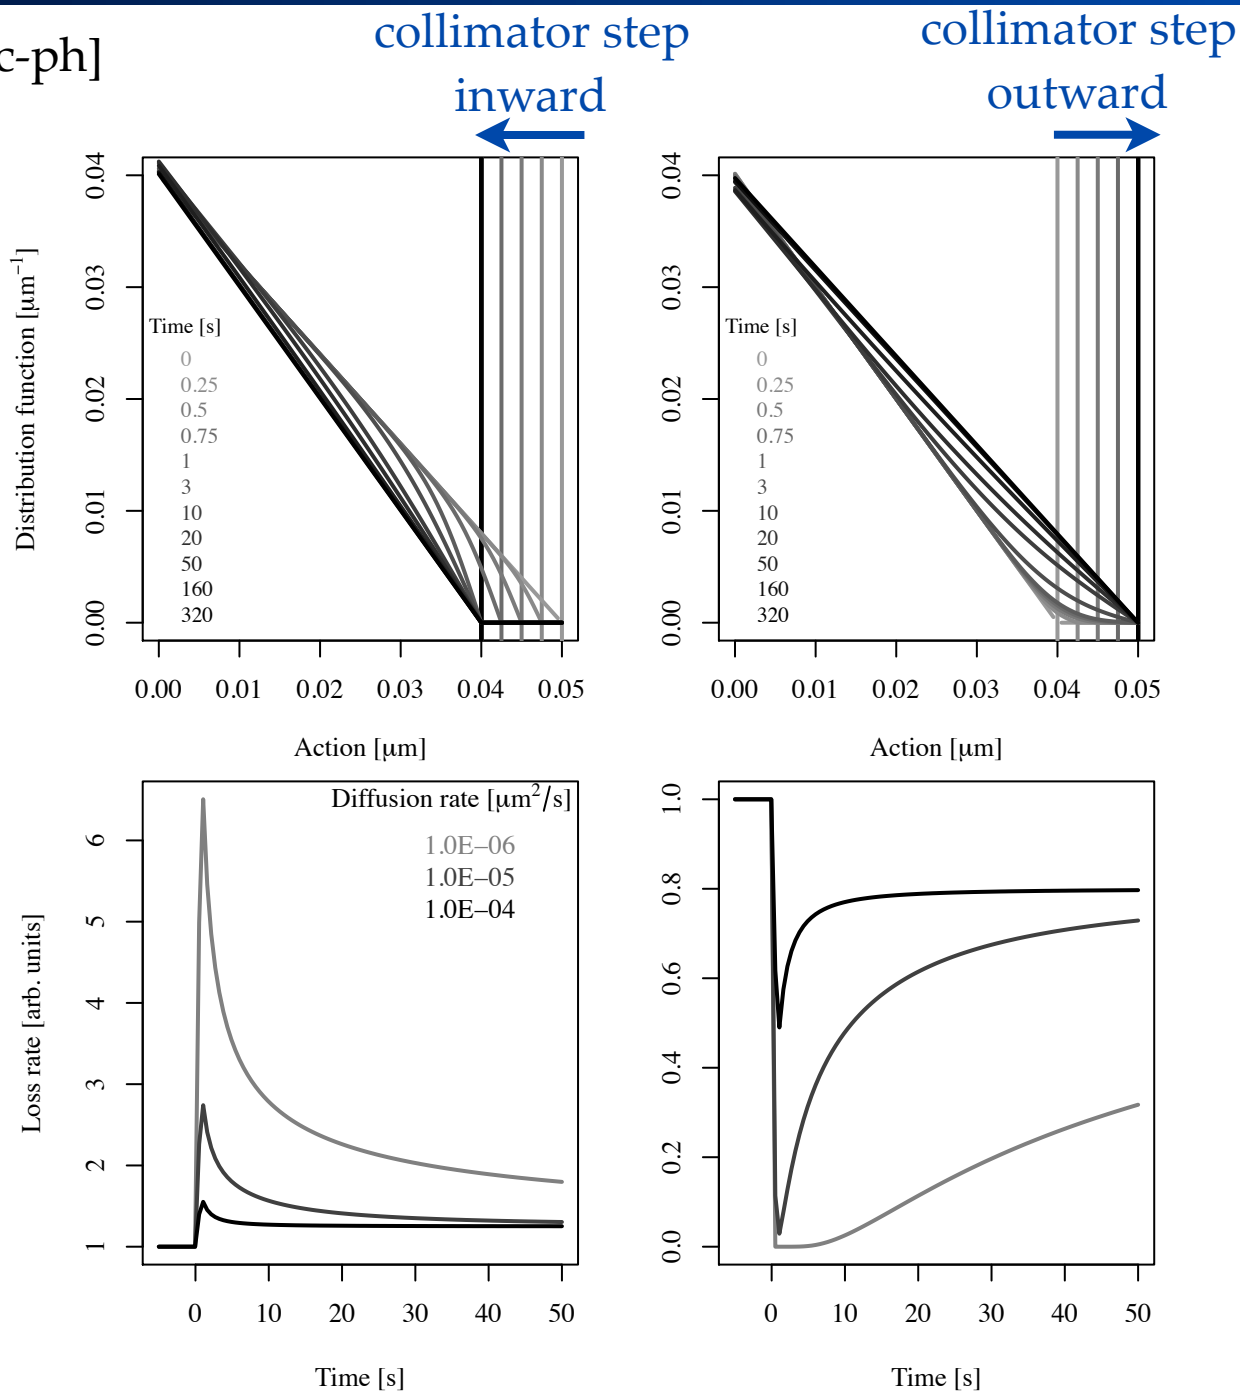 c-ph]
collimator step
inward
collimator step
outward
Distribution function [μm⁻¹]
0.04
0.03
0.02
0.01
0.00
Time [s]
0
0.25
0.5
0.75
1
3
10
20
50
160
320
0.00 0.01 0.02 0.03 0.04 0.05
Action [μm]
0.04
0.03
0.02
0.01
0.00
Time [s]
0
0.25
0.5
0.75
1
3
10
20
50
160
320
0.00 0.01 0.02 0.03 0.04 0.05
Action [μm]
Loss rate [arb. units]
6
5
4
3
2
1
Diffusion rate [μm²/s]
1.0E−06
1.0E−05
1.0E−04
0 10 20 30 40 50
Time [s]
1.0
0.8
0.6
0.4
0.2
0.0
0 10 20 30 40 50
Time [s]